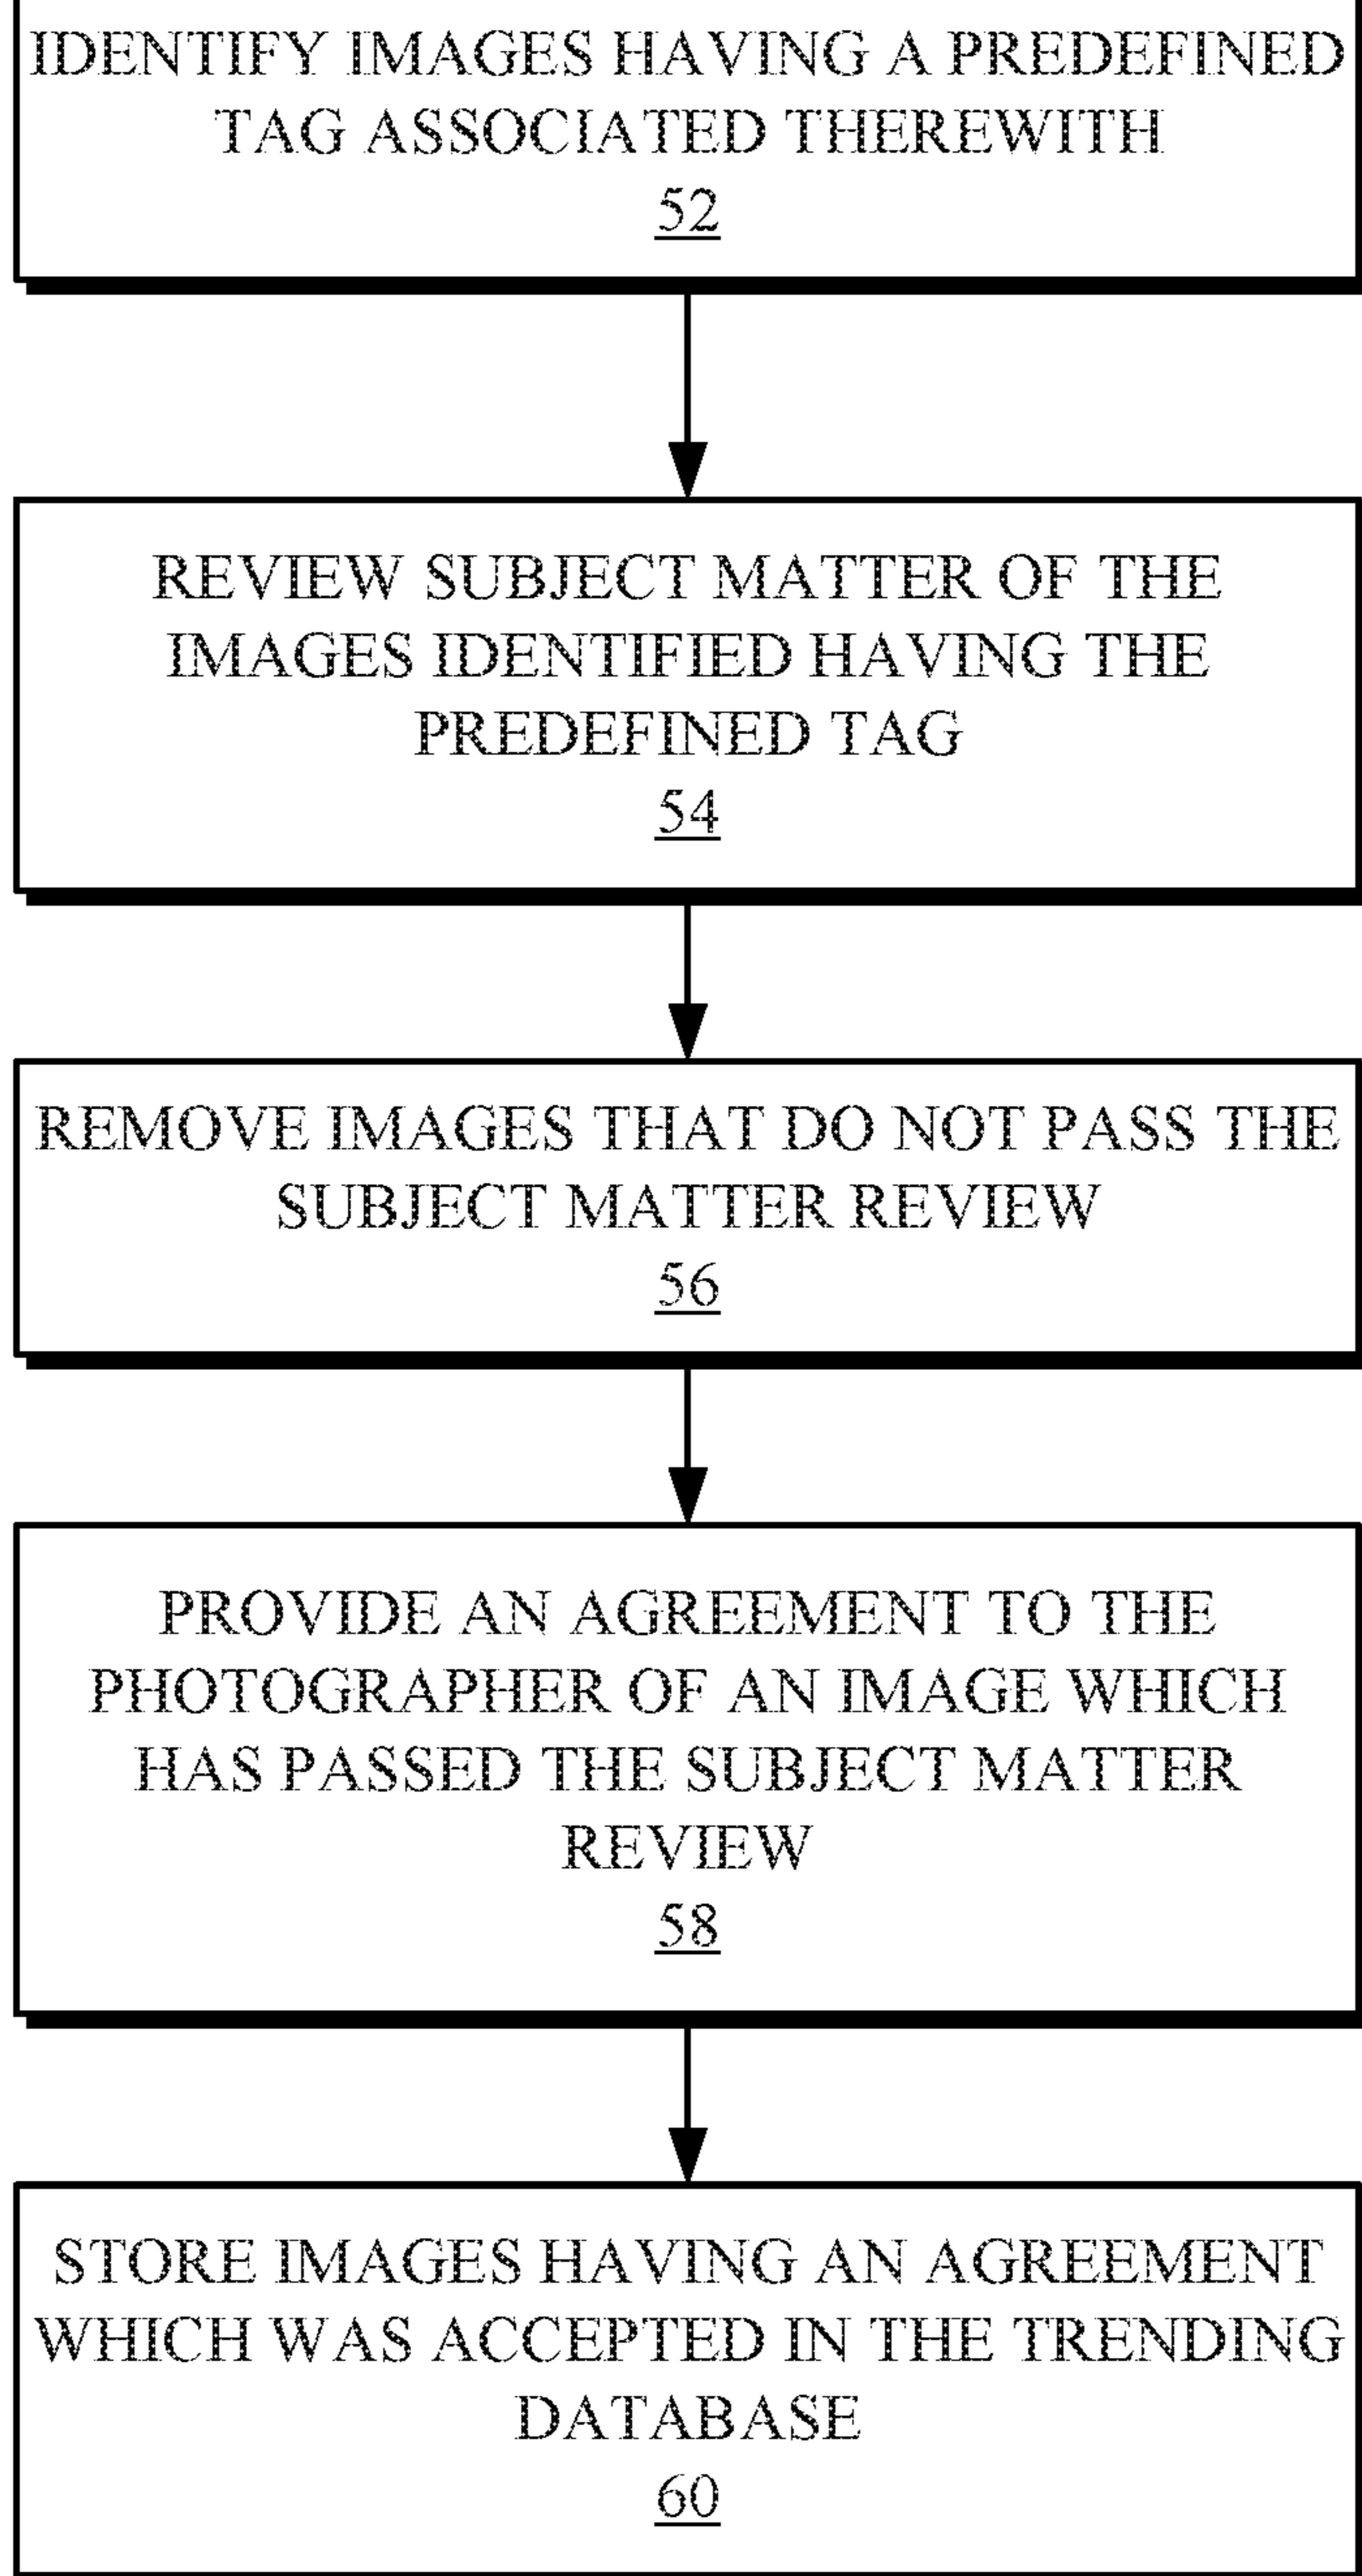 IDENTIFY IMAGES HAVING A PREDEFINED
TAG ASSOCIATED THEREWITH
52
REVIEW SUBJECT MATTER OF THE
IMAGES IDENTIFIED HAVING THE
PREDEFINED TAG
54
REMOVE IMAGES THAT DO NOT PASS THE
SUBJECT MATTER REVIEW
56
PROVIDE AN AGREEMENT TO THE
PHOTOGRAPHER OF AN IMAGE WHICH
HAS PASSED THE SUBJECT MATTER
REVIEW
58
STORE IMAGES HAVING AN AGREEMENT
WHICH WAS ACCEPTED IN THE TRENDING
DATABASE
60